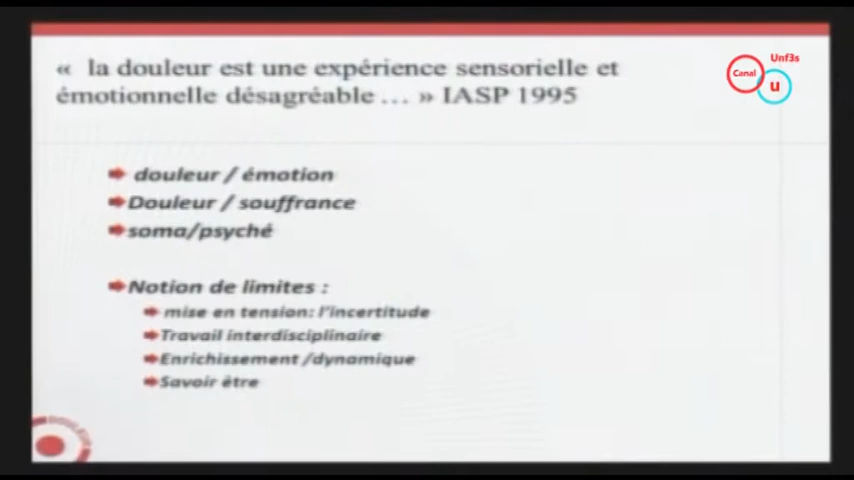 « la douleur est une expérience sensorielle et
émotionnelle désagréable … » IASP 1995
Canal
Unf3s
u
douleur / émotion
Douleur / souffrance
soma/psyché
Notion de limites :
mise en tension: l'incertitude
Travail interdisciplinaire
Enrichissement /dynamique
Savoir être